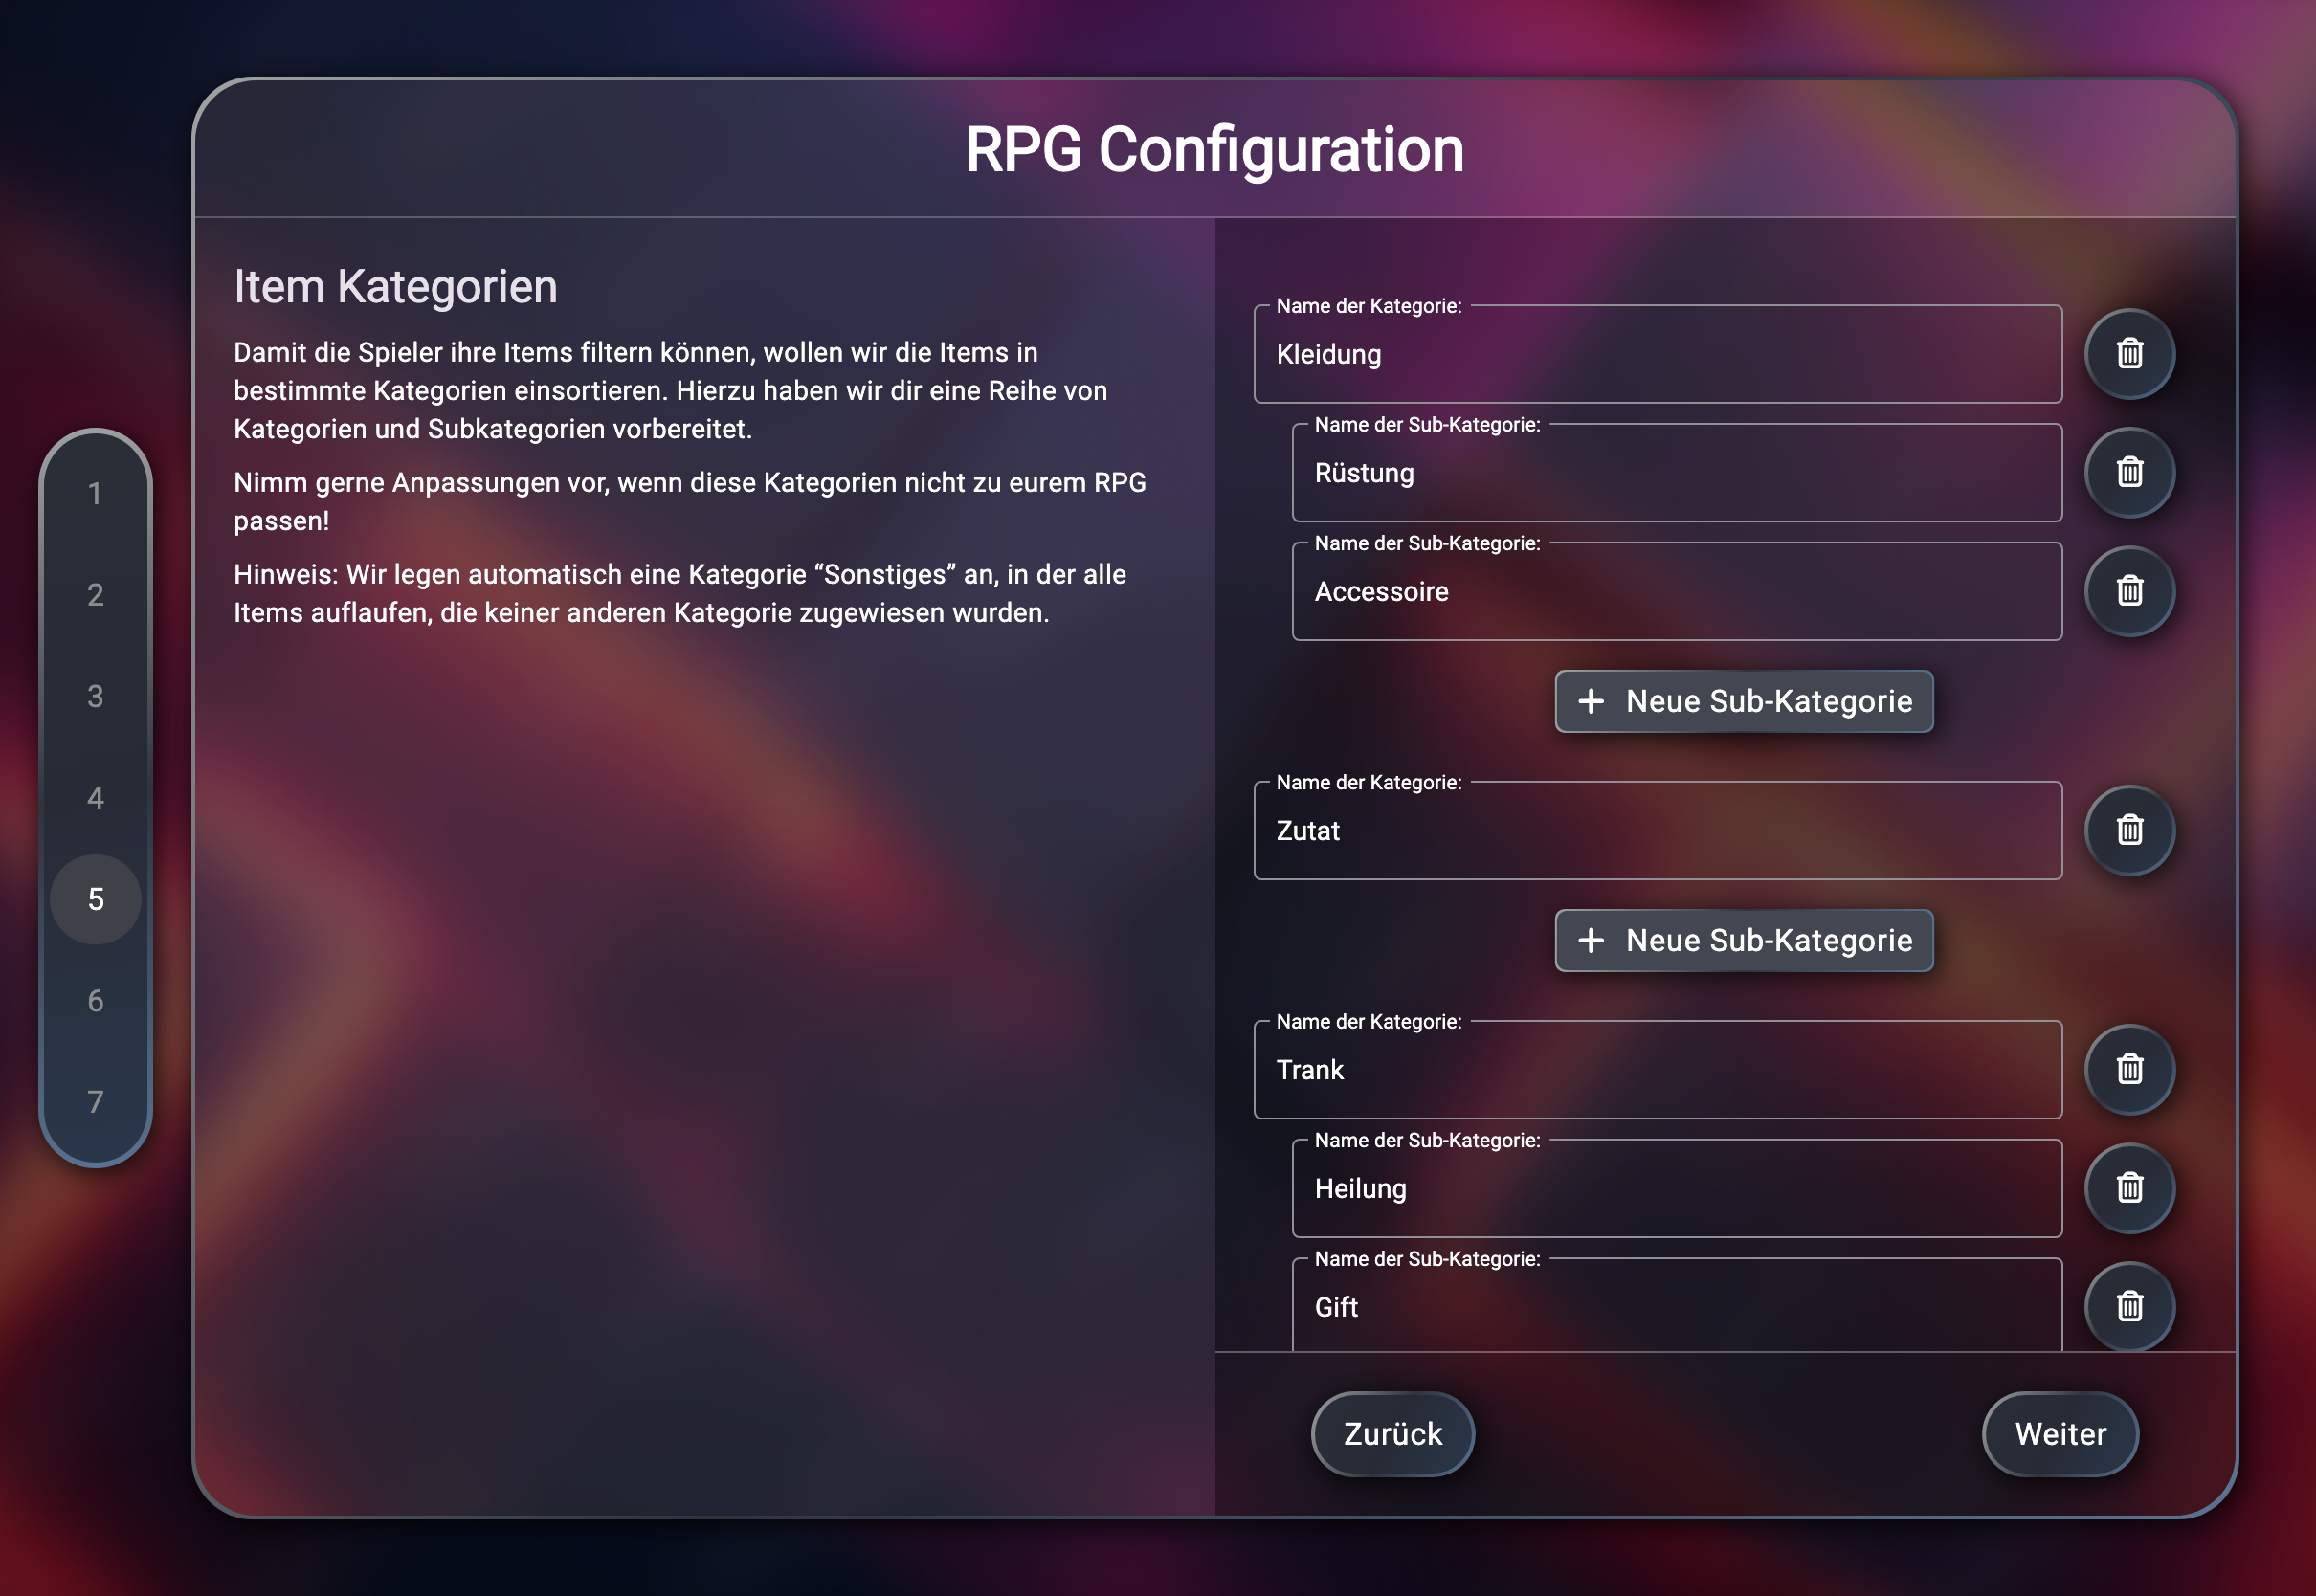 RPG Configuration
Item Kategorien
Damit die Spieler ihre Items filtern können, wollen wir die Items in
bestimmte Kategorien einsortieren. Hierzu haben wir dir eine Reihe von
Kategorien und Subkategorien vorbereitet.
Nimm gerne Anpassungen vor, wenn diese Kategorien nicht zu eurem RPG
passen!
Hinweis: Wir legen automatisch eine Kategorie “Sonstiges” an, in der alle
Items auflaufen, die keiner anderen Kategorie zugewiesen wurden.
1
2
3
4
5
6
7
Name der Kategorie:
Kleidung
Name der Sub-Kategorie:
Rüstung
Name der Sub-Kategorie:
Accessoire
+ Neue Sub-Kategorie
Name der Kategorie:
Zutat
+ Neue Sub-Kategorie
Name der Kategorie:
Trank
Name der Sub-Kategorie:
Heilung
Name der Sub-Kategorie:
Gift
Zurück
Weiter